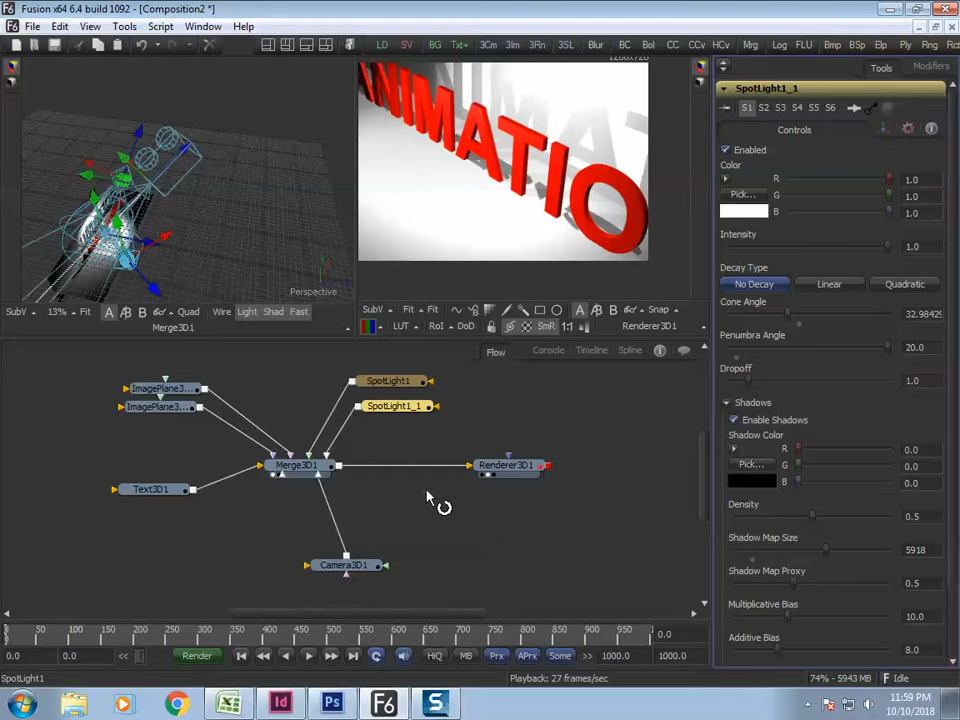 Fusion x64 6.4 build 1092 - [Composition2 *]
File Edit View Tools Script Window Help
LD SV BG Txt+ 3Cm 3Im 3Rn 3SL Blur BC Bol CC CCv HCv Mrg Log FLU Bmp BSp Elp Ply Rng Rct
Tools Modifiers
SpotLight1_1
S1 S2 S3 S4 S5 S6
Controls
Enabled
Color
R 1.0
Pick... G 1.0
B 1.0
Intensity
1.0
Decay Type
No Decay Linear Quadratic
Cone Angle
32.98429
Penumbra Angle
20.0
Dropoff
1.0
Shadows
Enable Shadows
Shadow Color
R 0.0
Pick... G 0.0
B 0.0
Density
0.5
Shadow Map Size
5918
Shadow Map Proxy
0.5
Multiplicative Bias
10.0
Additive Bias
8.0
Perspective
SubV 13% Fit A B Quad Wire Light Shad Fast
Merge3D1
ANIMATIO
SubV Fit Fit A B Snap
LUT RoI DoD SmR 1:1
Renderer3D1
Flow Console Timeline Spline
ImagePlane3...
ImagePlane3...
SpotLight1
SpotLight1_1
Merge3D1
Renderer3D1
Text3D1
Camera3D1
50 100 150 200 250 300 350 400 450 500 550 600 650 700 750 800 850 900 950
0.0
0.0 0.0 << Render HiQ MB Prx APrx Some >> 1000.0 1000.0
SpotLight1
Playback: 27 frames/sec
74% - 5943 MB
Idle
Id Ps F6 S
11:59 PM
10/10/2018